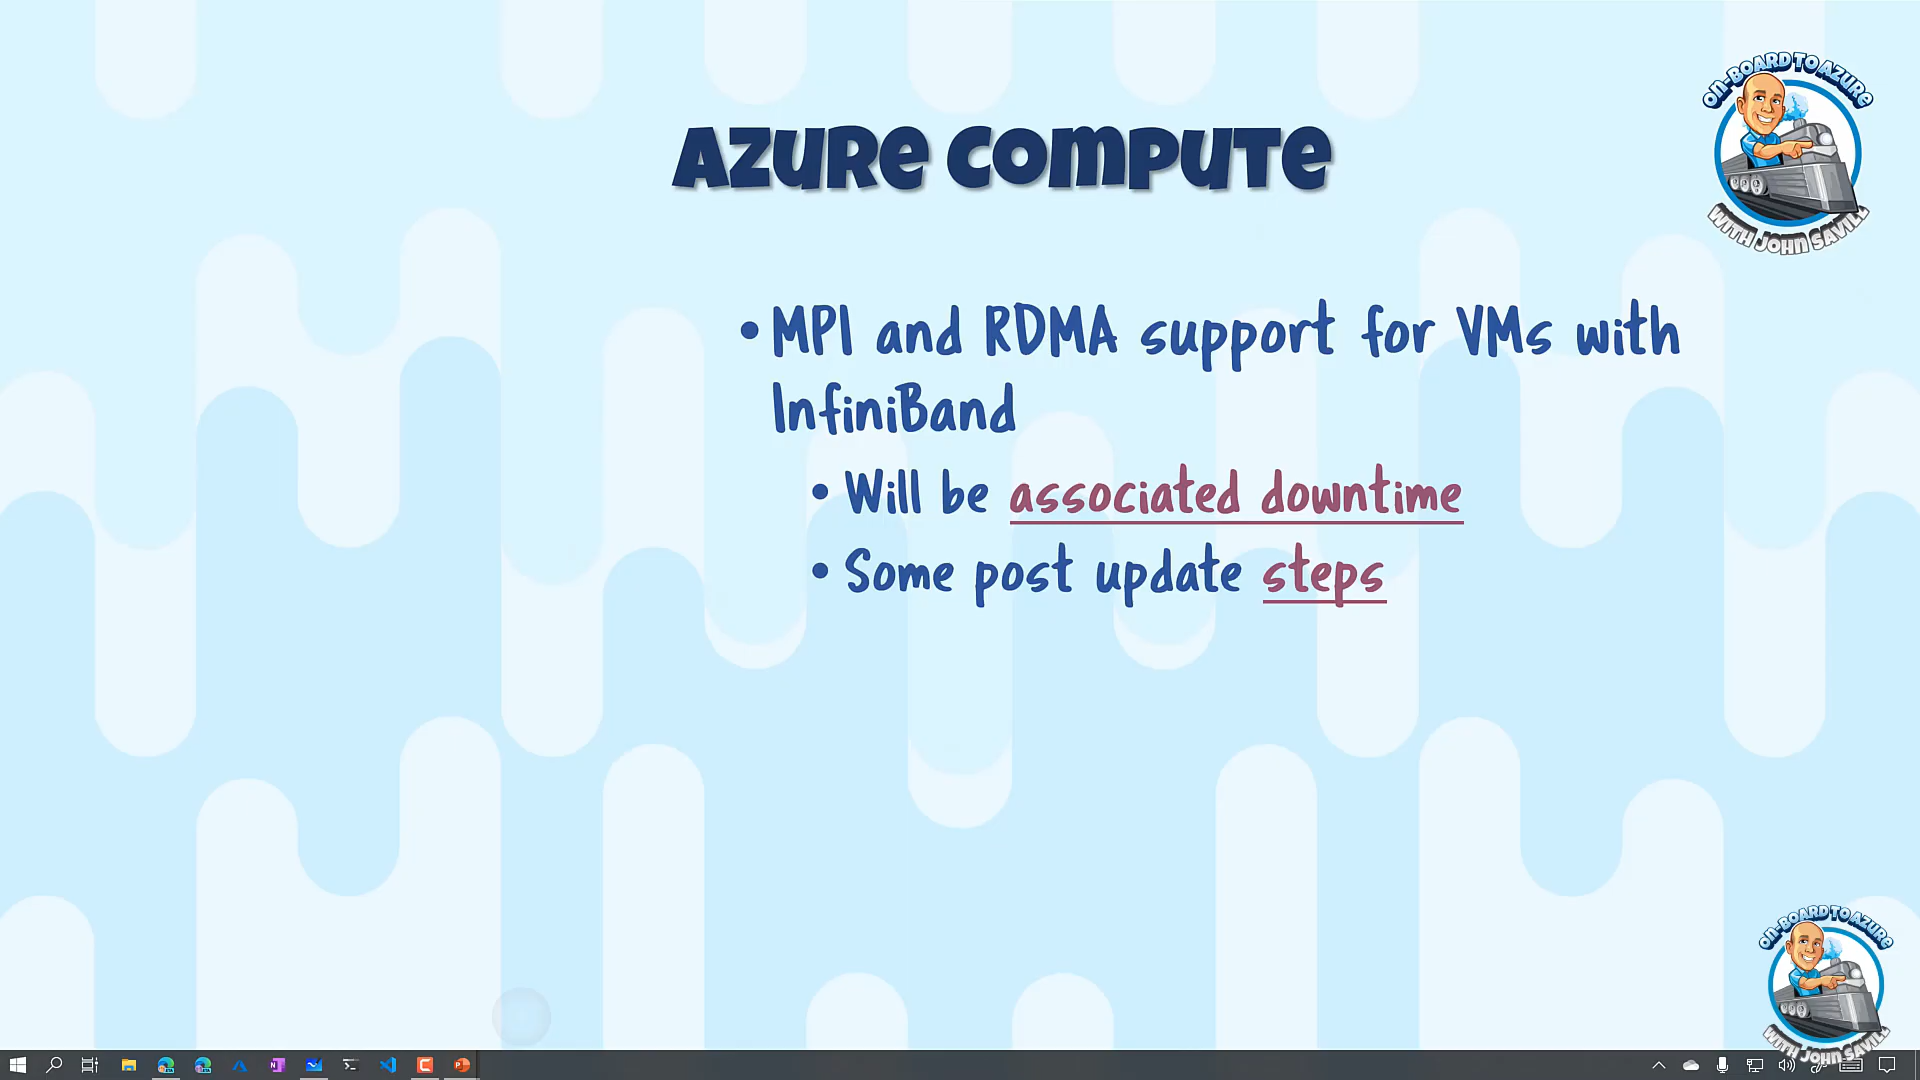 ON-BOARD TO AZURE
WITH JOHN SAVILL
AZURE COMPUTE
• MPI and RDMA support for VMs with
InfiniBand
• Will be associated downtime
• Some post update steps
ON-BOARD TO AZURE
WITH JOHN SAVILL